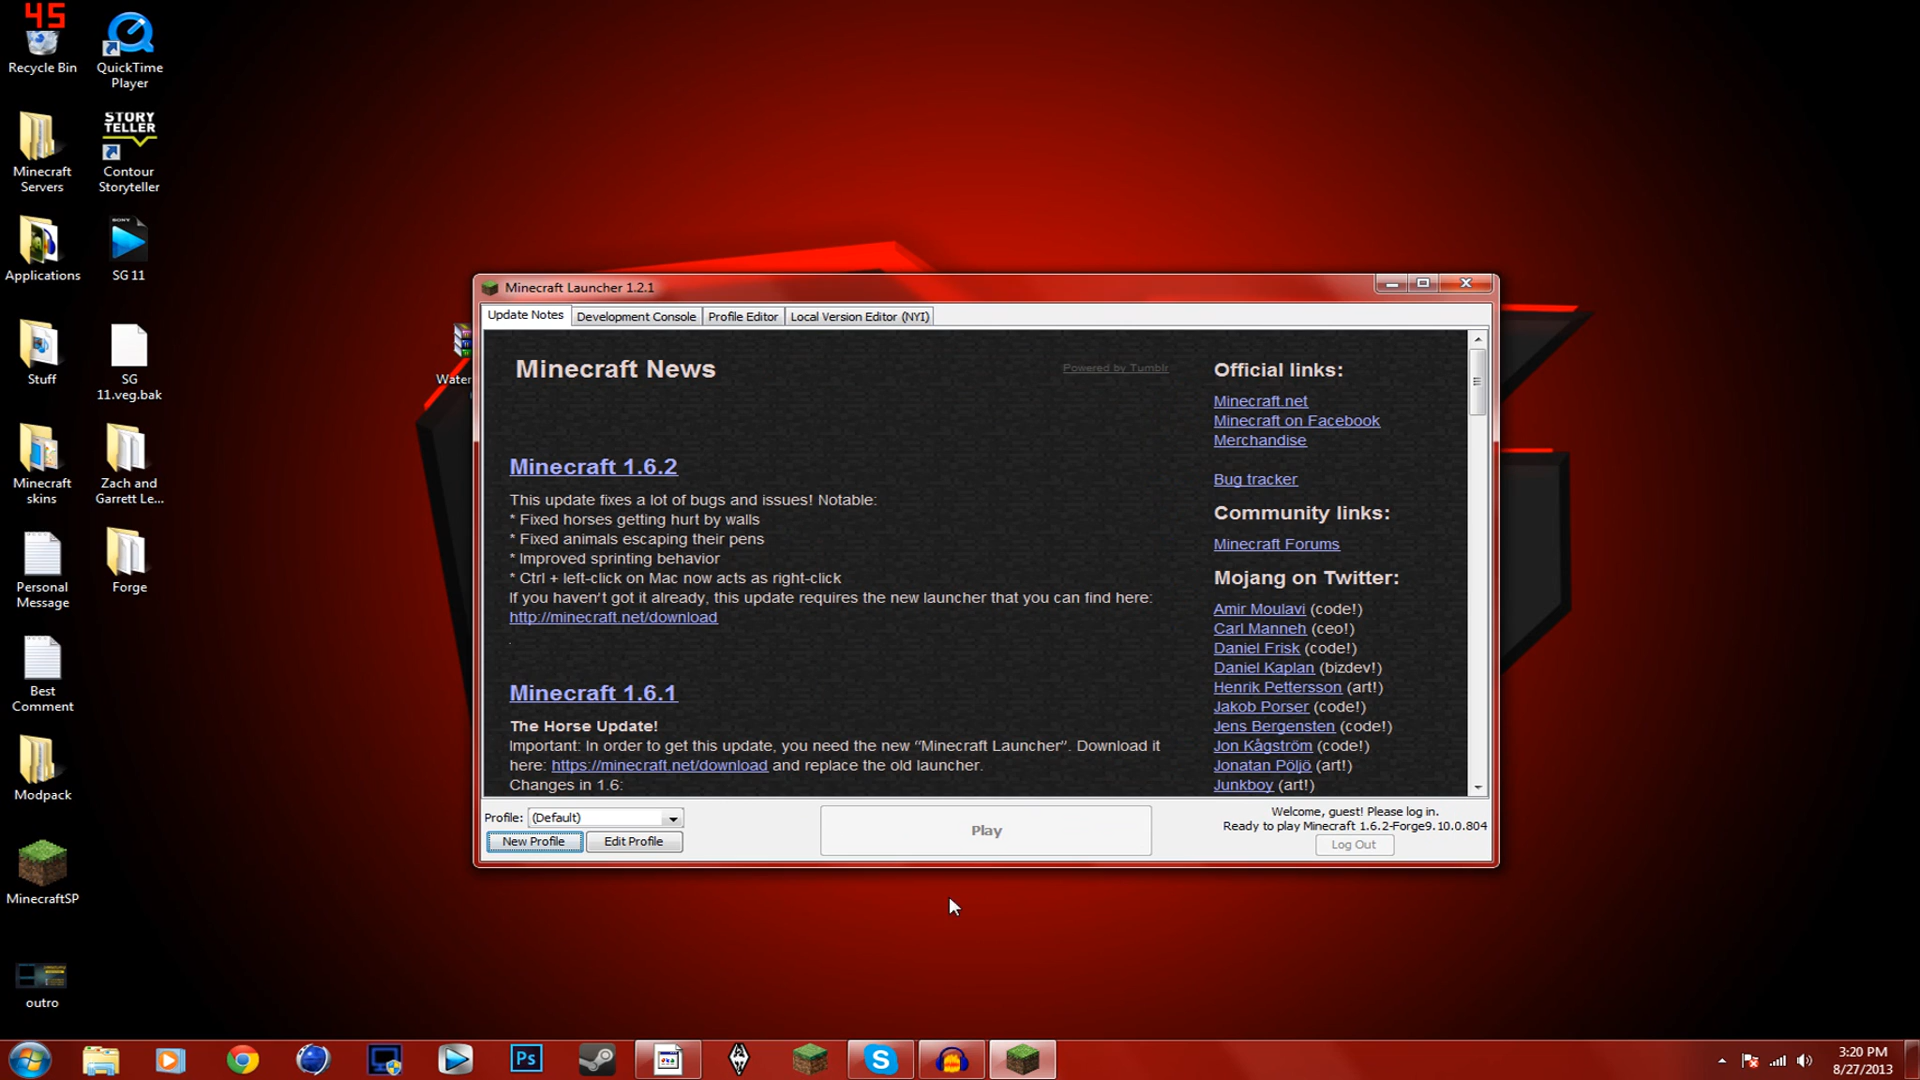 45
Recycle Bin
QuickTime
Player
Minecraft
Servers
STORY
TELLER
Contour
Storyteller
Applications
SONY
SG 11
Stuff
SG
11.veg.bak
Minecraft
skins
Zach and
Garrett Le...
Personal
Message
Forge
Best
Comment
Modpack
MinecraftSP
outro
Water
Minecraft Launcher 1.2.1
Update Notes
Development Console
Profile Editor
Local Version Editor (NYI)
Minecraft News
Powered by Tumblr
Minecraft 1.6.2
This update fixes a lot of bugs and issues! Notable:
* Fixed horses getting hurt by walls
* Fixed animals escaping their pens
* Improved sprinting behavior
* Ctrl + left-click on Mac now acts as right-click
If you haven't got it already, this update requires the new launcher that you can find here:
http://minecraft.net/download
.
Minecraft 1.6.1
The Horse Update!
Important: In order to get this update, you need the new “Minecraft Launcher”. Download it
here: https://minecraft.net/download and replace the old launcher.
Changes in 1.6:
Official links:
Minecraft.net
Minecraft on Facebook
Merchandise
Bug tracker
Community links:
Minecraft Forums
Mojang on Twitter:
Amir Moulavi (code!)
Carl Manneh (ceo!)
Daniel Frisk (code!)
Daniel Kaplan (bizdev!)
Henrik Pettersson (art!)
Jakob Porser (code!)
Jens Bergensten (code!)
Jon Kågström (code!)
Jonatan Pöljö (art!)
Junkboy (art!)
Profile: (Default)
New Profile
Edit Profile
Play
Welcome, guest! Please log in.
Ready to play Minecraft 1.6.2-Forge9.10.0.804
Log Out
Ps
S
3:20 PM
8/27/2013